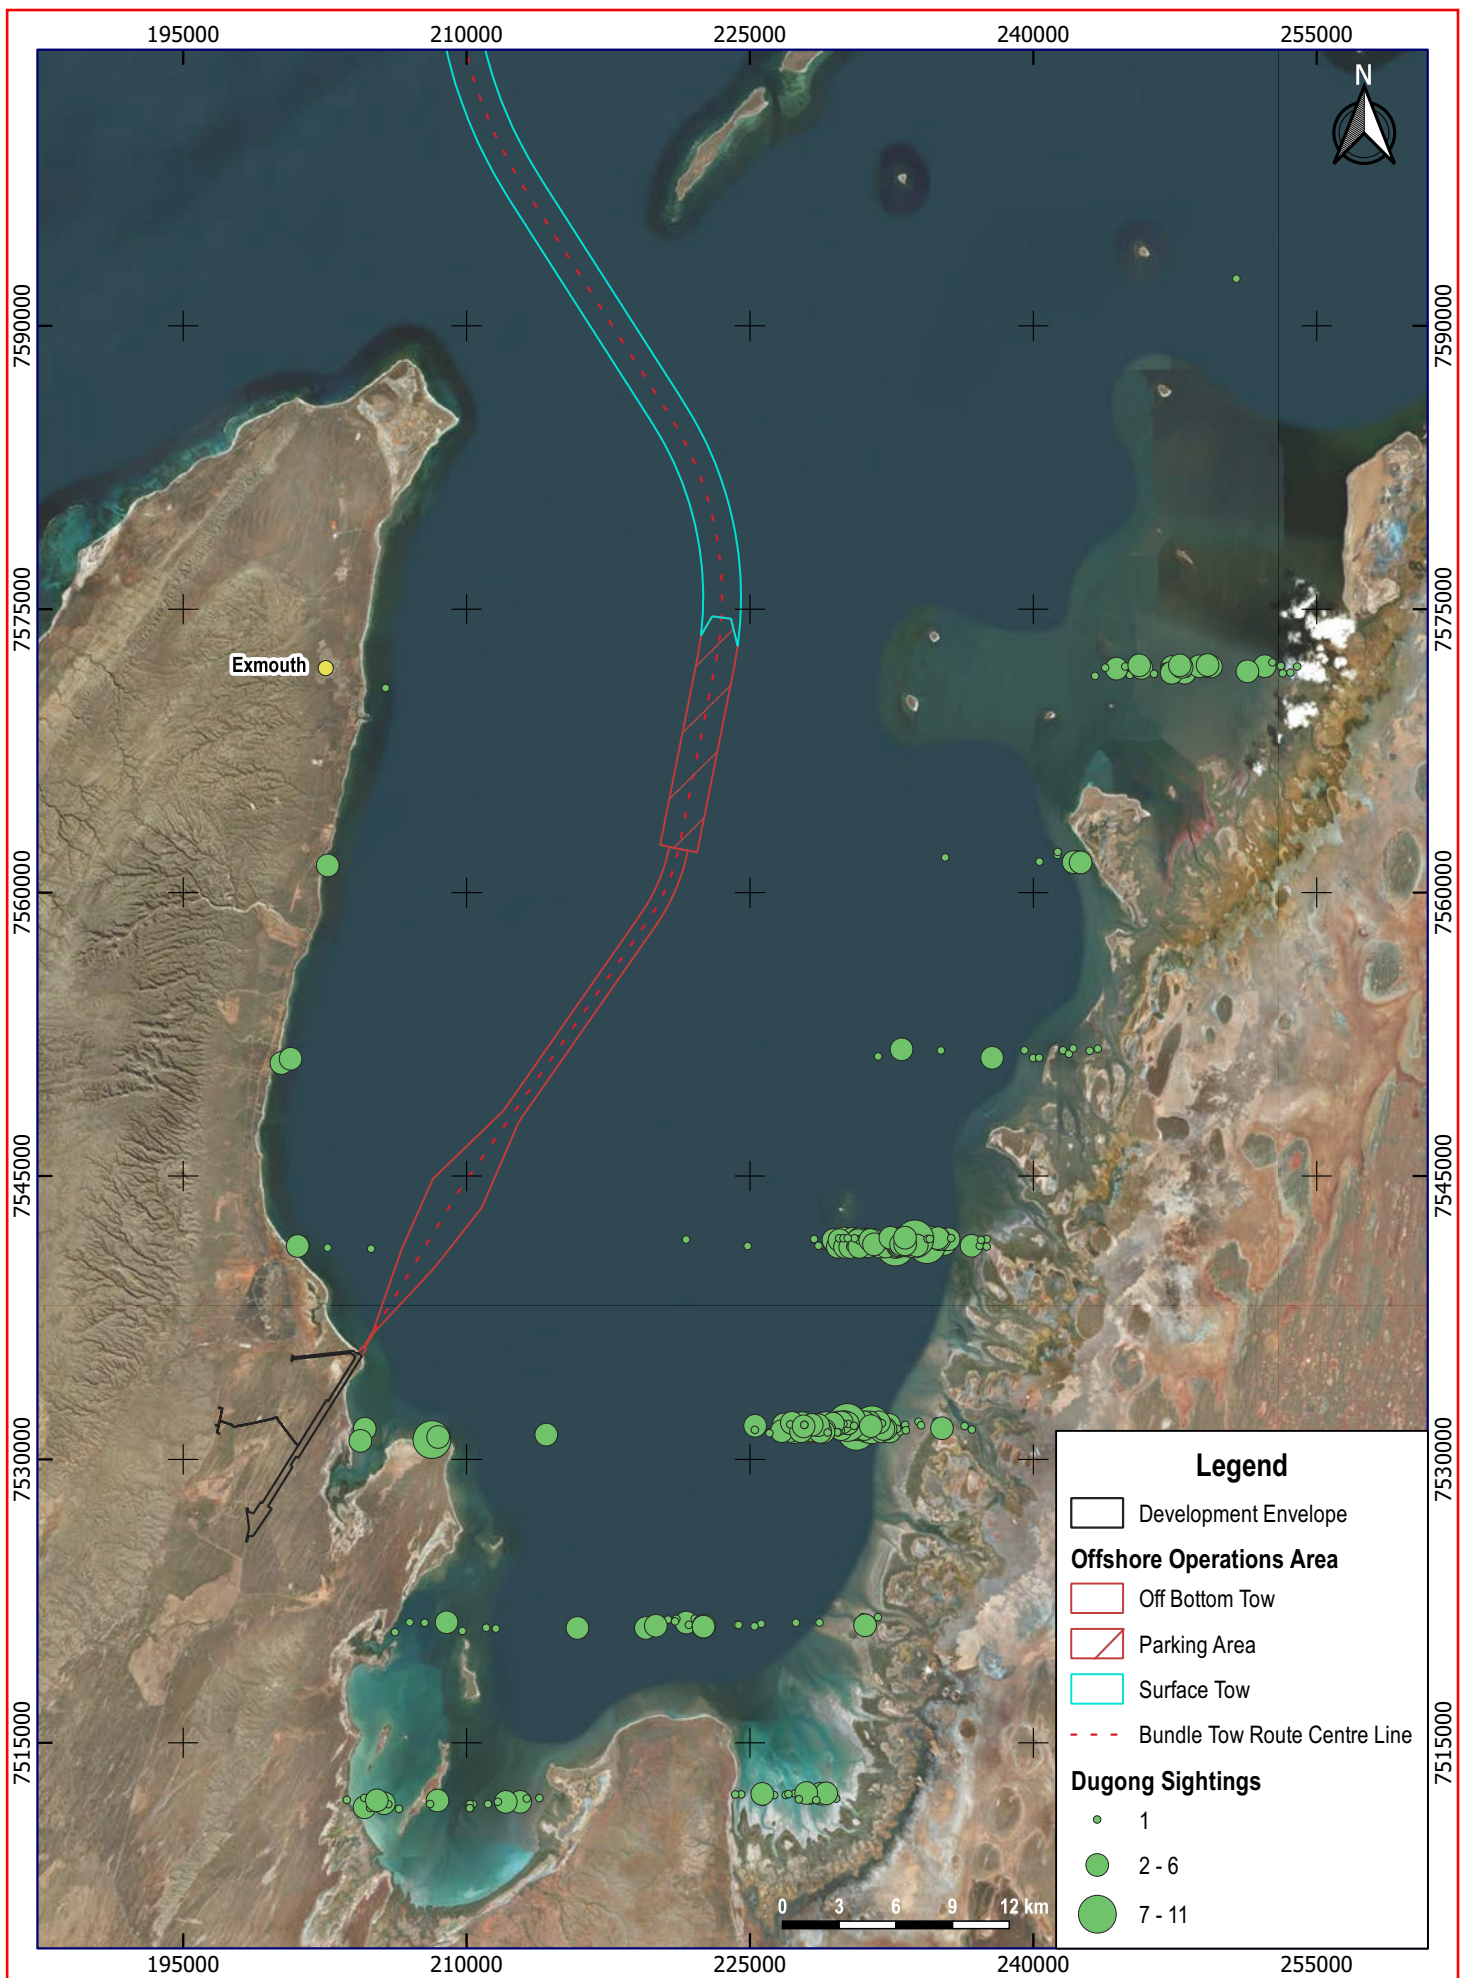 195000 210000 225000 240000 255000
N
7590000 7590000
7575000 7575000
Exmouth
7560000 7560000
7545000 7545000
7530000 7530000
Legend
Development Envelope
Offshore Operations Area
Off Bottom Tow
Parking Area
Surface Tow
Bundle Tow Route Centre Line
7515000 7515000
Dugong Sightings
1
2 - 6
7 - 11
0 3 6 9 12 km
195000 210000 225000 240000 255000